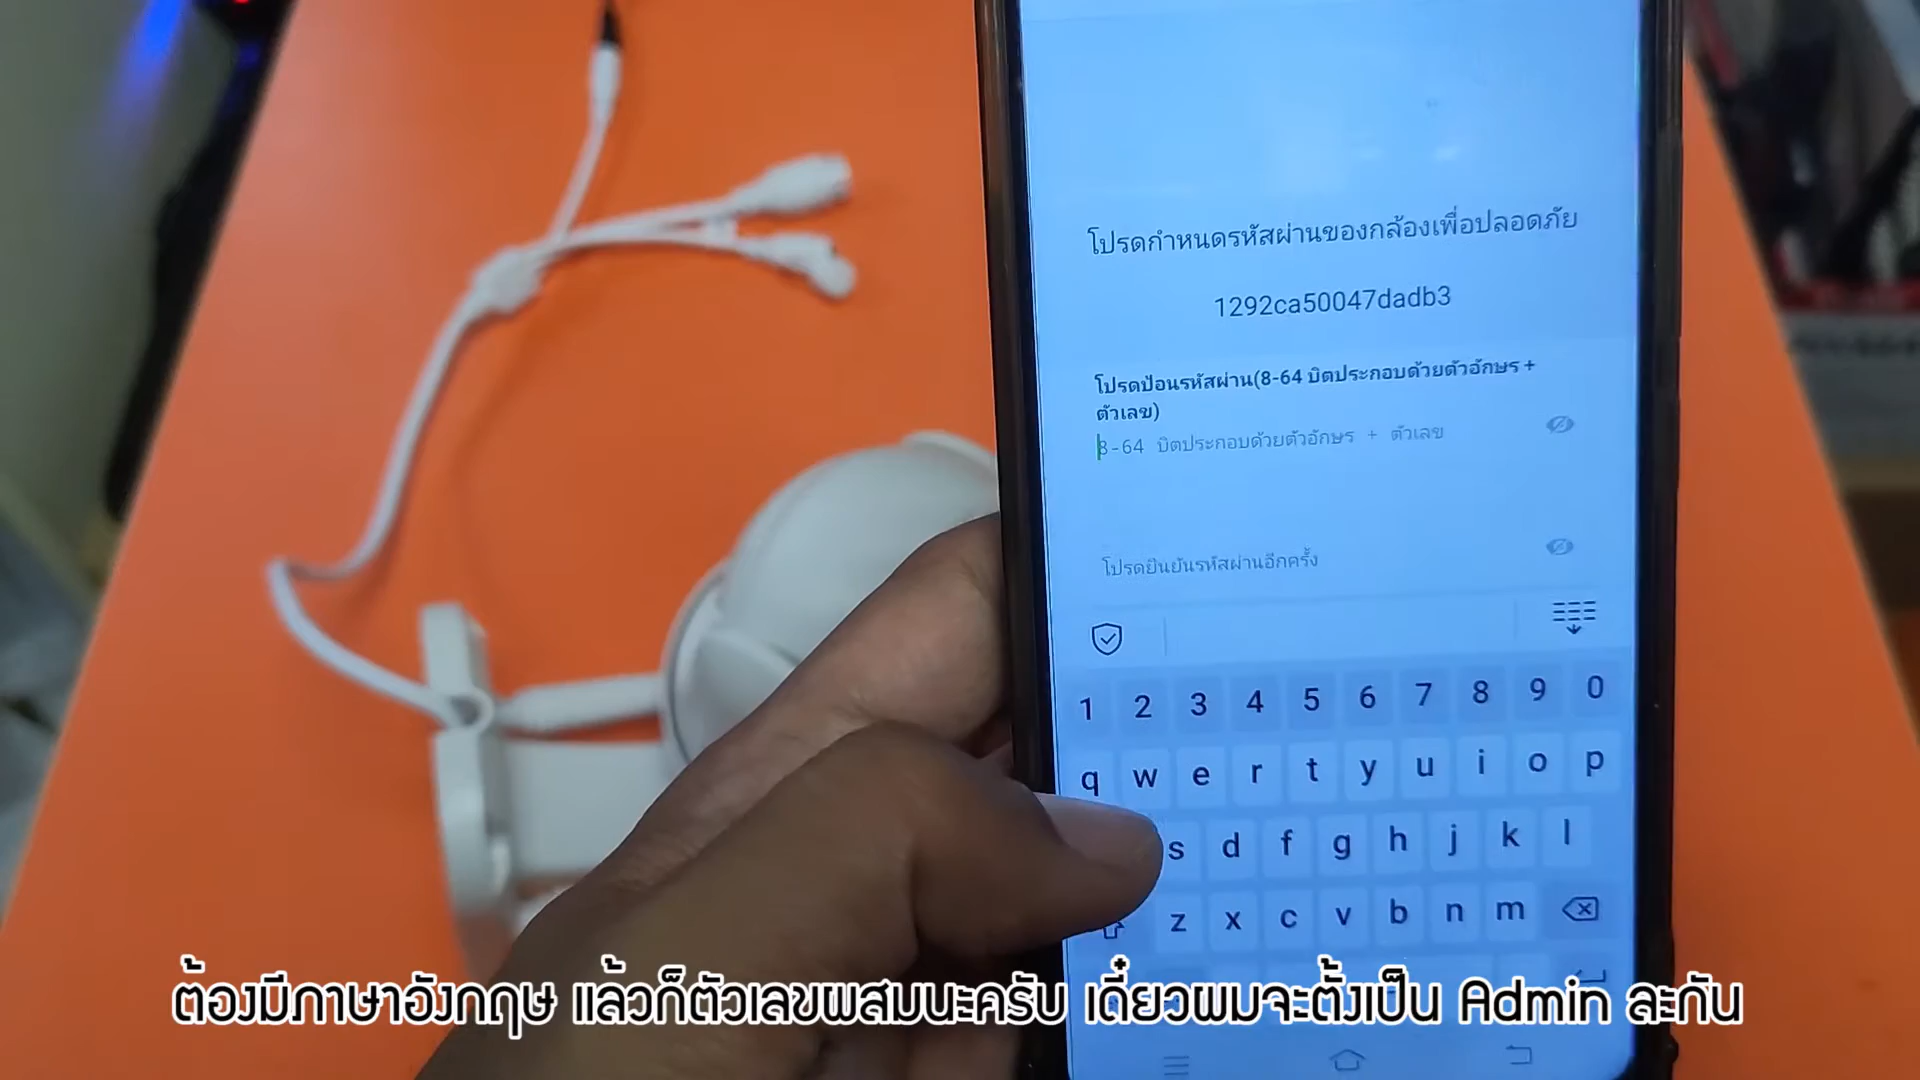 โปรดกำหนดรหัสผ่านของกล้องเพื่อปลอดภัย
1292ca50047dadb3
โปรดป้อนรหัสผ่าน(8-64 บิตประกอบด้วยตัวอักษร +
ตัวเลข)
8-64 บิตประกอบด้วยตัวอักษร + ตัวเลข
โปรดยืนยันรหัสผ่านอีกครั้ง
1 2 3 4 5 6 7 8 9 0
q w e r t y u i o p
s d f g h j k l
z x c v b n m
ต้องมีภาษาอังกฤษ แล้วก็ตัวเลขผสมนะครับ เดี๋ยวผมจะตั้งเป็น Admin ละกัน